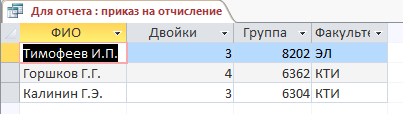 Для отчета : приказ на отчисление
ФИО Двойки Группа Факульте
Тимофеев И.П. 3 8202 ЭЛ
Горшков Г.Г. 4 6362 КТИ
Калинин Г.Э. 3 6304 КТИ